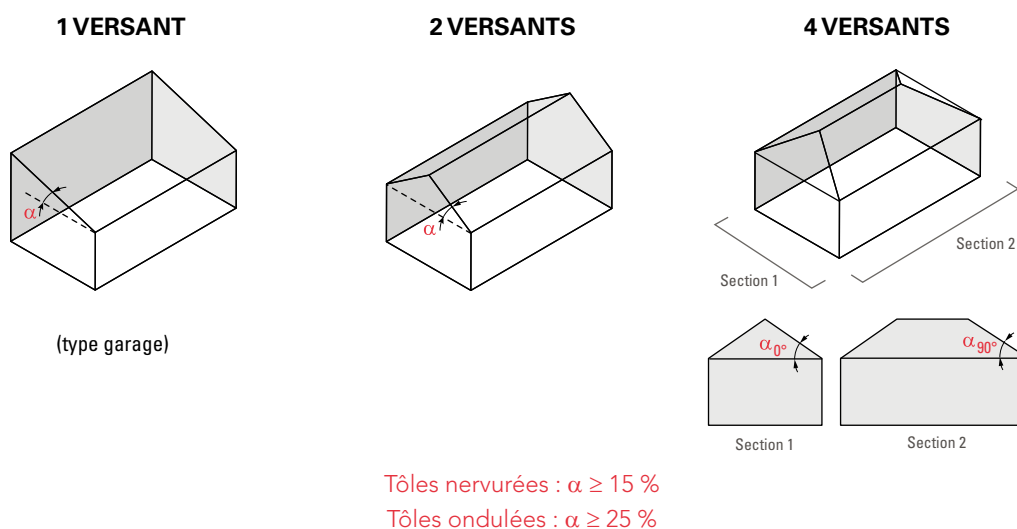 1 VERSANT
2 VERSANTS
4 VERSANTS
α
α
Section 1
Section 2
(type garage)
α0°
α90°
Section 1
Section 2
Tôles nervurées : α ≥ 15 %
Tôles ondulées : α ≥ 25 %